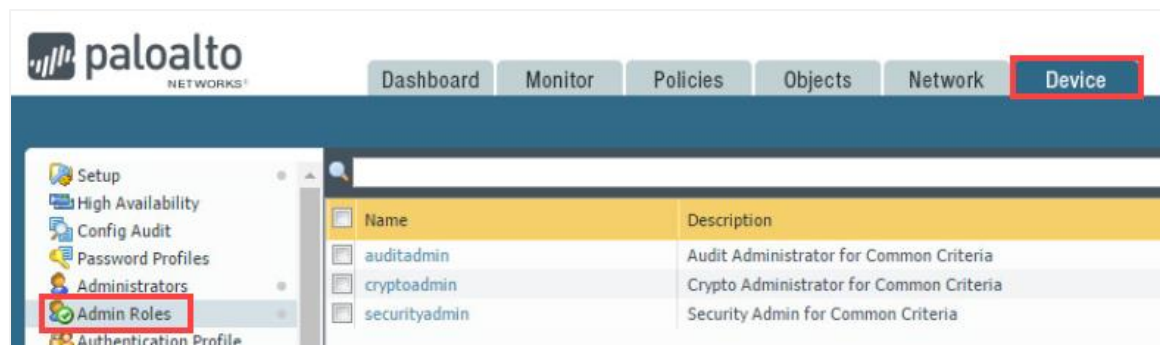 paloalto
NETWORKS
Dashboard Monitor Policies Objects Network Device
Setup
High Availability
Config Audit
Password Profiles
Administrators
Admin Roles
Authentication Profile
Name Description
auditadmin Audit Administrator for Common Criteria
cryptoadmin Crypto Administrator for Common Criteria
securityadmin Security Admin for Common Criteria